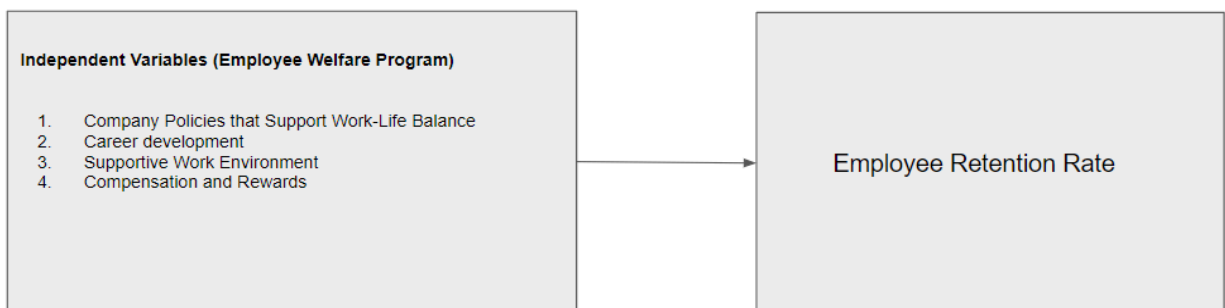 Independent Variables (Employee Welfare Program)
1. Company Policies that Support Work-Life Balance
2. Career development
3. Supportive Work Environment
4. Compensation and Rewards
Employee Retention Rate